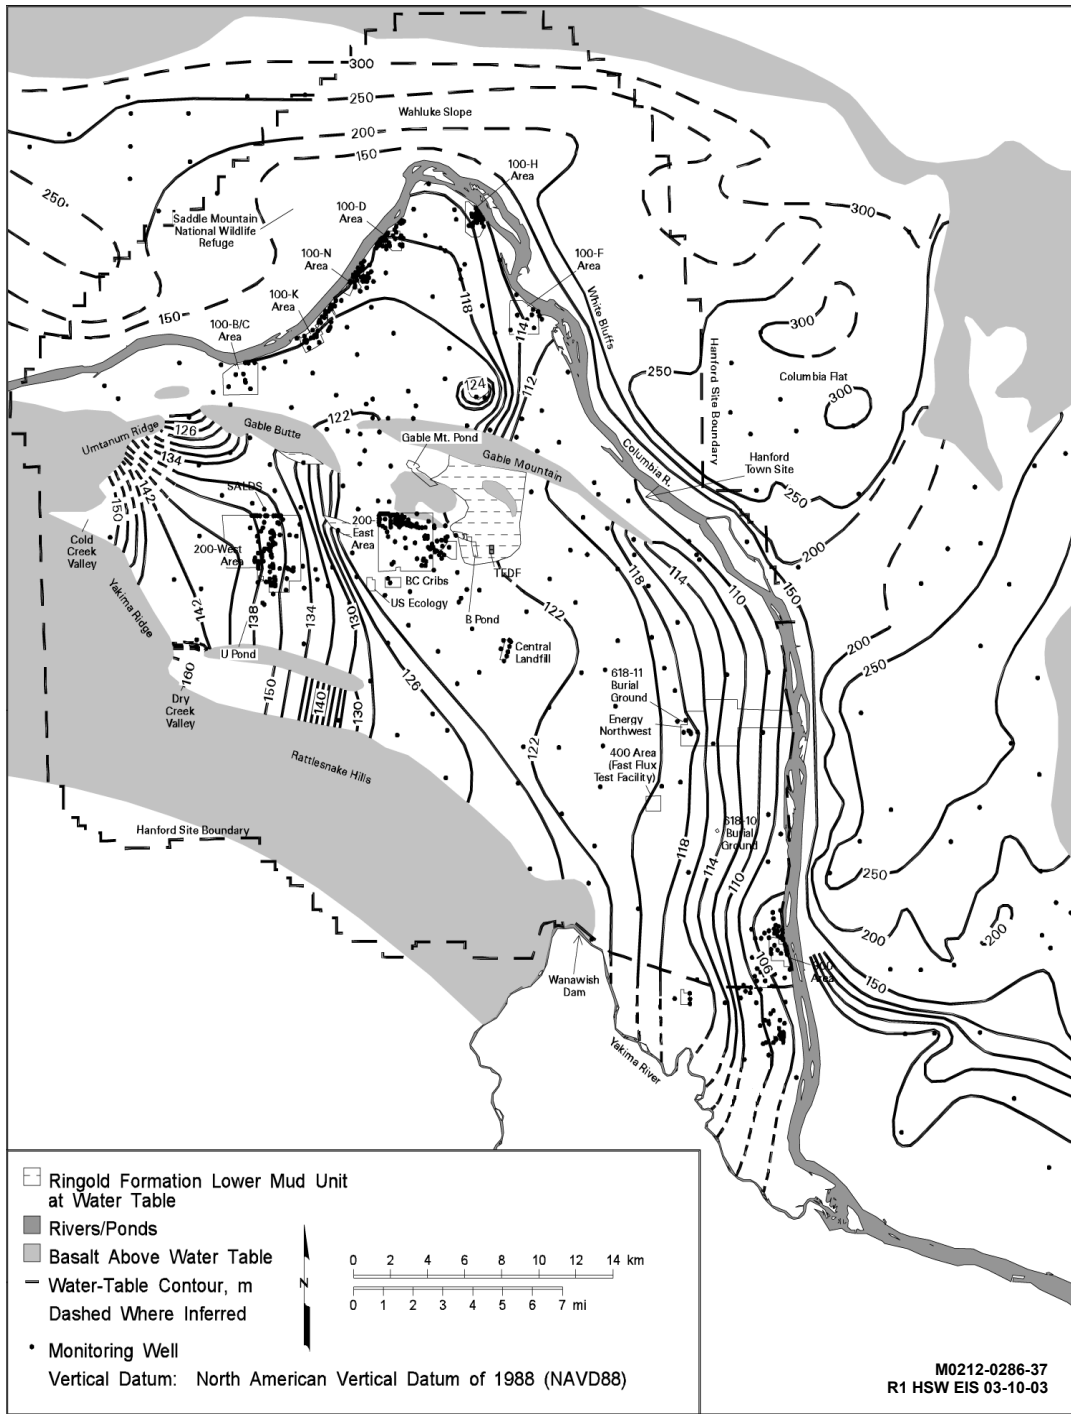 300
250
Wahluke Slope
200
150
100-H
Area
250
Saddle Mountain
National Wildlife
Refuge
100-D
Area
300
100-N
Area
100-F
Area
100-K
Area
118
White Bluffs
150
100-B/C
Area
114
300
Hanford Site Boundary
112
250
Columbia Flat
124
300
122
Umtanum Ridge
126
Gable Butte
Gable Mt. Pond
134
Gable Mountain
Columbia R.
Hanford
Town Site
SALDS
142
250
150
200-
East
Area
Cold
Creek
Valley
200-West
Area
200
118
114
110
150
TEDF
BC Cribs
US Ecology
Yakima Ridge
142
138
134
130
122
B Pond
200
U Pond
Central
Landfill
250
160
150
140
130
126
618-11
Burial
Ground
Dry
Creek
Valley
Energy
Northwest
122
400 Area
(Fast Flux
Test Facility)
Rattlesnake Hills
Hanford Site Boundary
618-10
Burial
Ground
118
114
110
250
200
200
106
300
Area
150
Wanawish
Dam
Yakima River
Ringold Formation Lower Mud Unit
at Water Table
Rivers/Ponds
Basalt Above Water Table
Water-Table Contour, m
Dashed Where Inferred
Monitoring Well
Vertical Datum: North American Vertical Datum of 1988 (NAVD88)
N
0 2 4 6 8 10 12 14 km
0 1 2 3 4 5 6 7 mi
M0212-0286-37
R1 HSW EIS 03-10-03